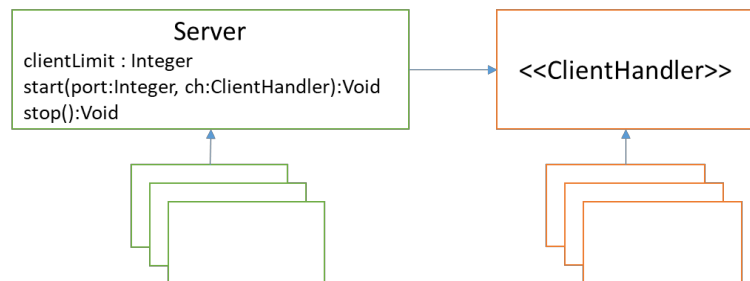 Server
clientLimit : Integer
start(port:Integer, ch:ClientHandler):Void
stop():Void
<<ClientHandler>>